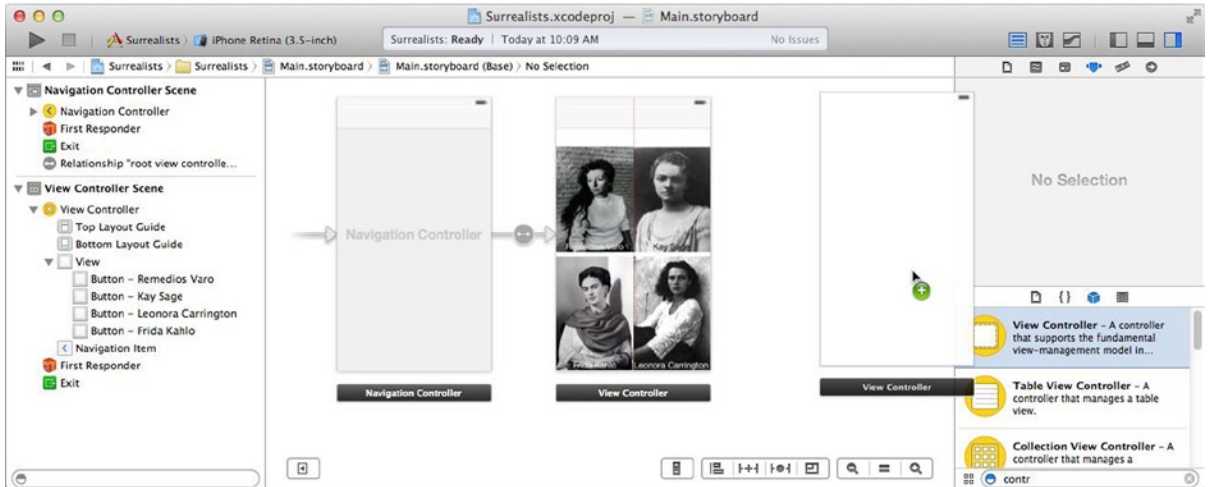 Surrealists.xcodeproj — Main.storyboard
Surrealists iPhone Retina (3.5-inch)
Surrealists: Ready | Today at 10:09 AM
No Issues
Surrealists Surrealists Main.storyboard Main.storyboard (Base) No Selection
Navigation Controller Scene
Navigation Controller
First Responder
Exit
Relationship "root view controlle...
View Controller Scene
View Controller
Top Layout Guide
Bottom Layout Guide
View
Button – Remedios Varo
Button – Kay Sage
Button – Leonora Carrington
Button – Frida Kahlo
Navigation Item
First Responder
Exit
Navigation Controller
Navigation Controller
Remedios Varo
Kay Sage
Frida Kahlo
Leonora Carrington
View Controller
View Controller
No Selection
{}
View Controller – A controller
that supports the fundamental
view-management model in...
Table View Controller – A
controller that manages a table
view.
Collection View Controller – A
controller that manages a
contr